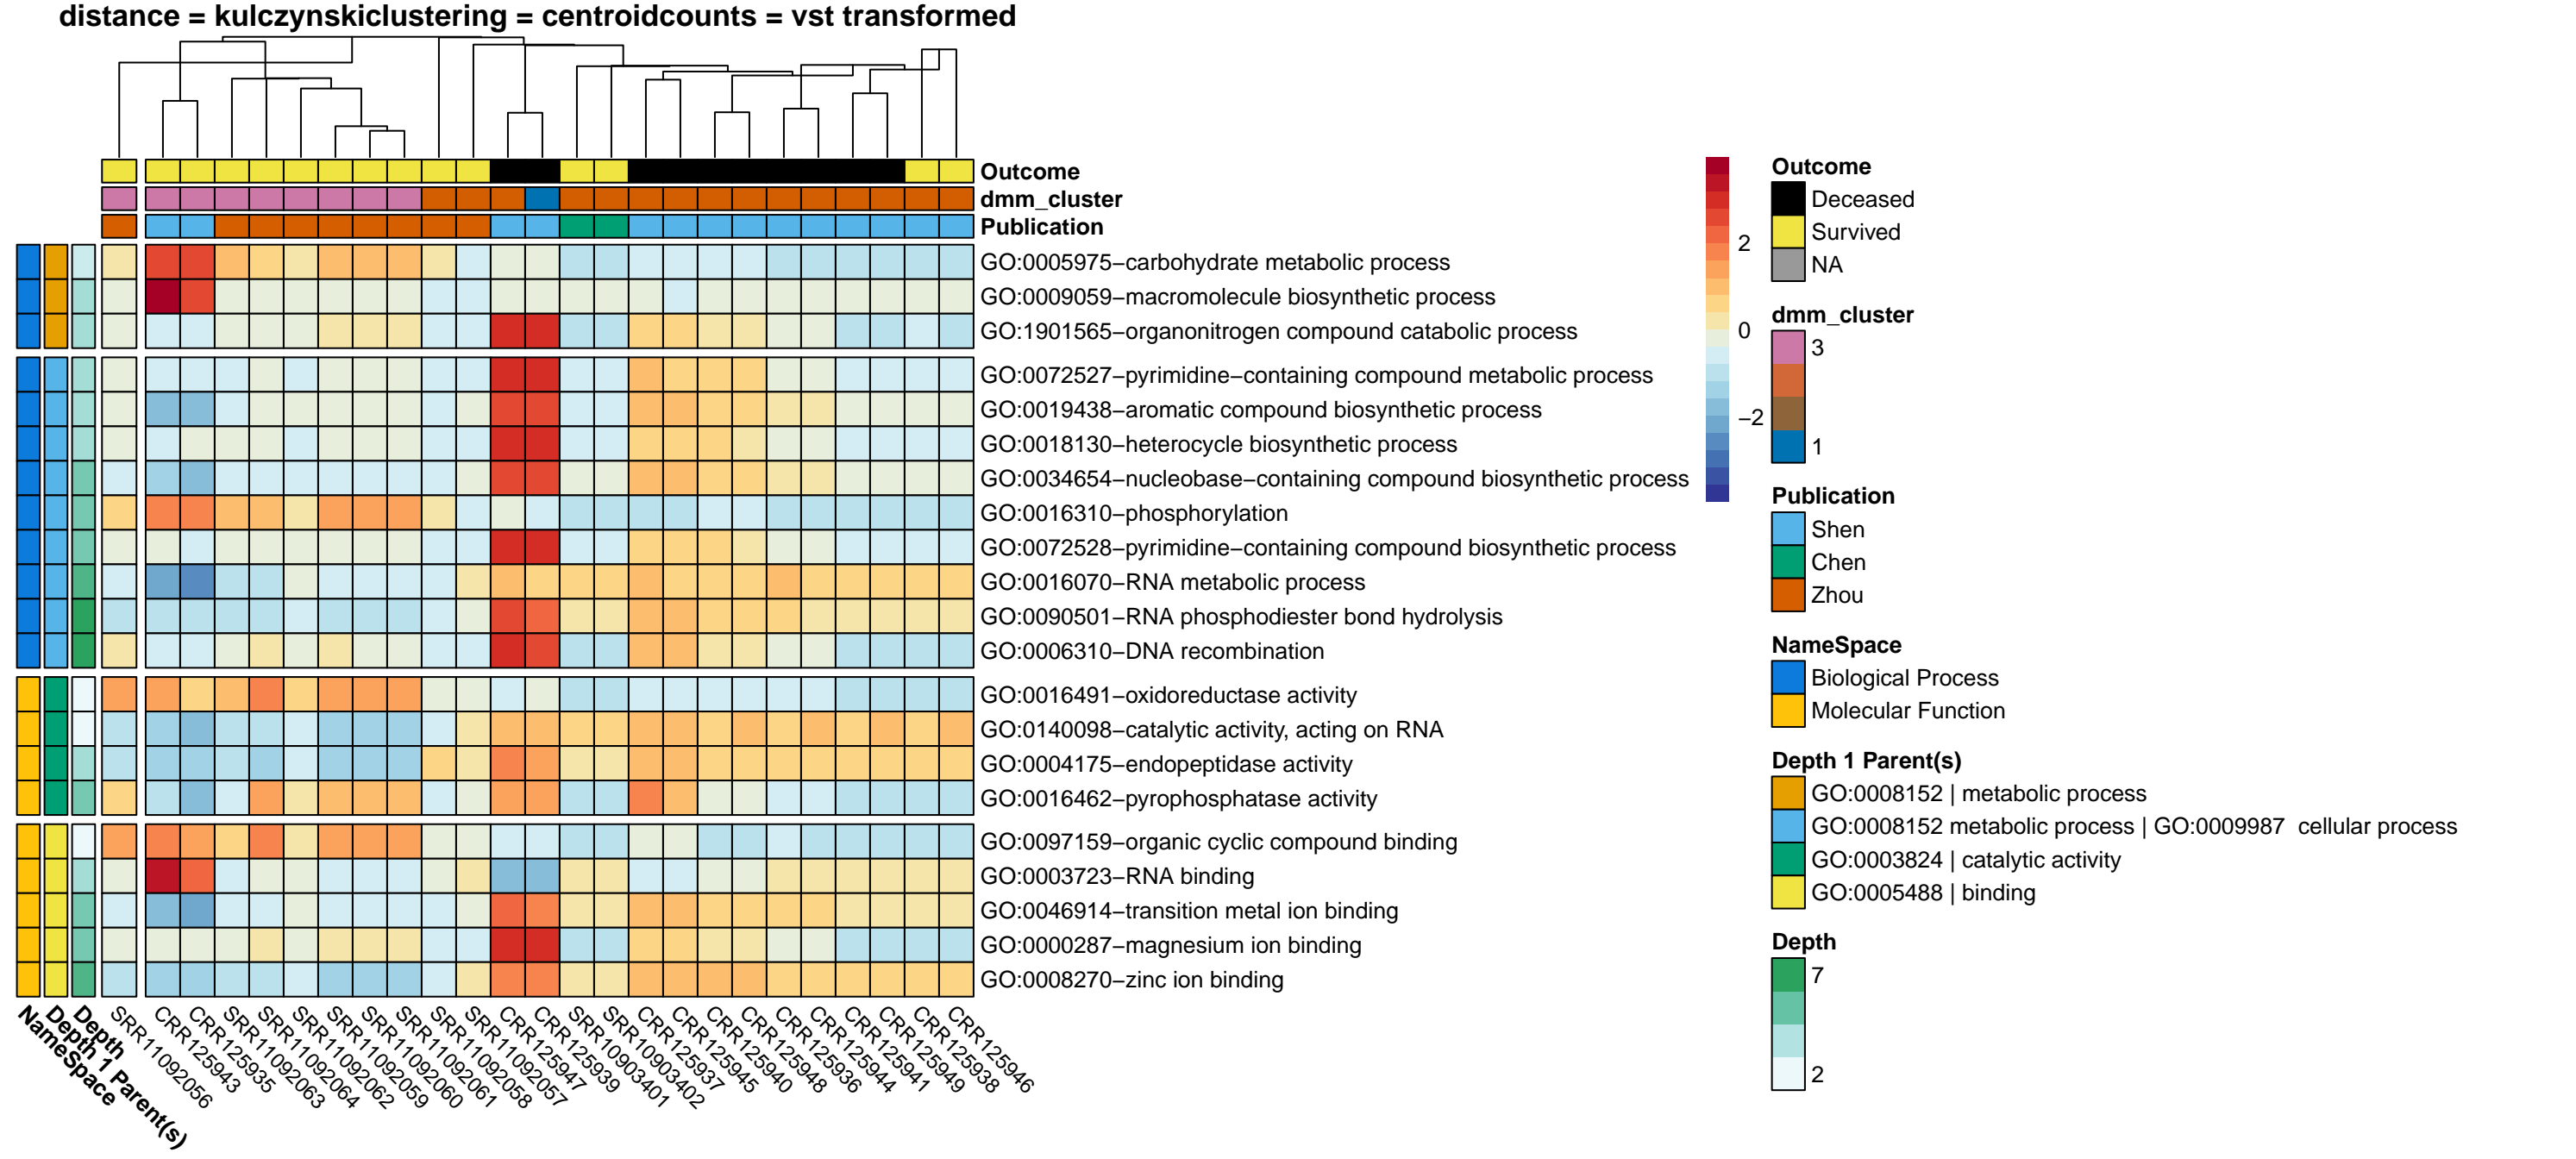 distance = kulczynskiclustering = centroidcounts = vst transformed
Outcome
dmm_cluster
Publication
GO:0005975−carbohydrate metabolic process
GO:0009059−macromolecule biosynthetic process
GO:1901565−organonitrogen compound catabolic process
GO:0072527−pyrimidine−containing compound metabolic process
GO:0019438−aromatic compound biosynthetic process
GO:0018130−heterocycle biosynthetic process
GO:0034654−nucleobase−containing compound biosynthetic process
GO:0016310−phosphorylation
GO:0072528−pyrimidine−containing compound biosynthetic process
GO:0016070−RNA metabolic process
GO:0090501−RNA phosphodiester bond hydrolysis
GO:0006310−DNA recombination
GO:0016491−oxidoreductase activity
GO:0140098−catalytic activity, acting on RNA
GO:0004175−endopeptidase activity
GO:0016462−pyrophosphatase activity
GO:0097159−organic cyclic compound binding
GO:0003723−RNA binding
GO:0046914−transition metal ion binding
GO:0000287−magnesium ion binding
GO:0008270−zinc ion binding
NameSpace
Depth 1 Parent(s)
Depth
SRR11092056
CRR125943
CRR125935
SRR11092063
SRR11092064
SRR11092062
SRR11092059
SRR11092060
SRR11092061
SRR11092058
SRR11092057
CRR125947
CRR125939
SRR10903401
SRR10903402
CRR125937
CRR125945
CRR125940
CRR125948
CRR125936
CRR125944
CRR125941
CRR125949
CRR125938
CRR125946
2
0
−2
Outcome
Deceased
Survived
NA
dmm_cluster
3
1
Publication
Shen
Chen
Zhou
NameSpace
Biological Process
Molecular Function
Depth 1 Parent(s)
GO:0008152 | metabolic process
GO:0008152 metabolic process | GO:0009987  cellular process
GO:0003824 | catalytic activity
GO:0005488 | binding
Depth
7
2